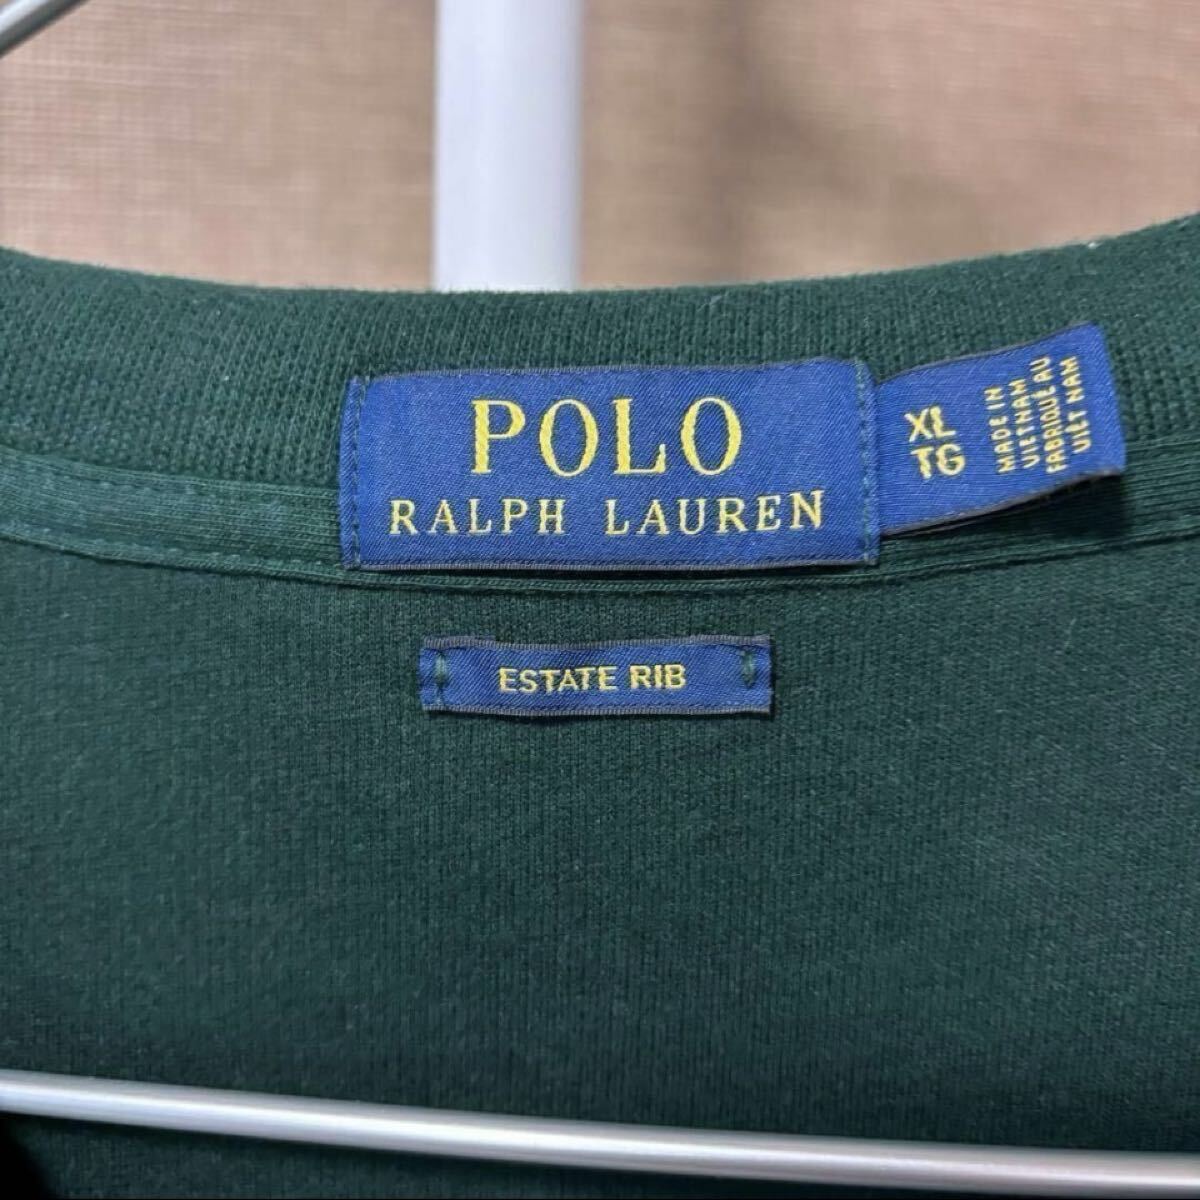 POLO
RALPH LAUREN
XL
TG
MADE IN
VIETNAM
FABRIQUÉ AU
VIÊT NAM
ESTATE RIB